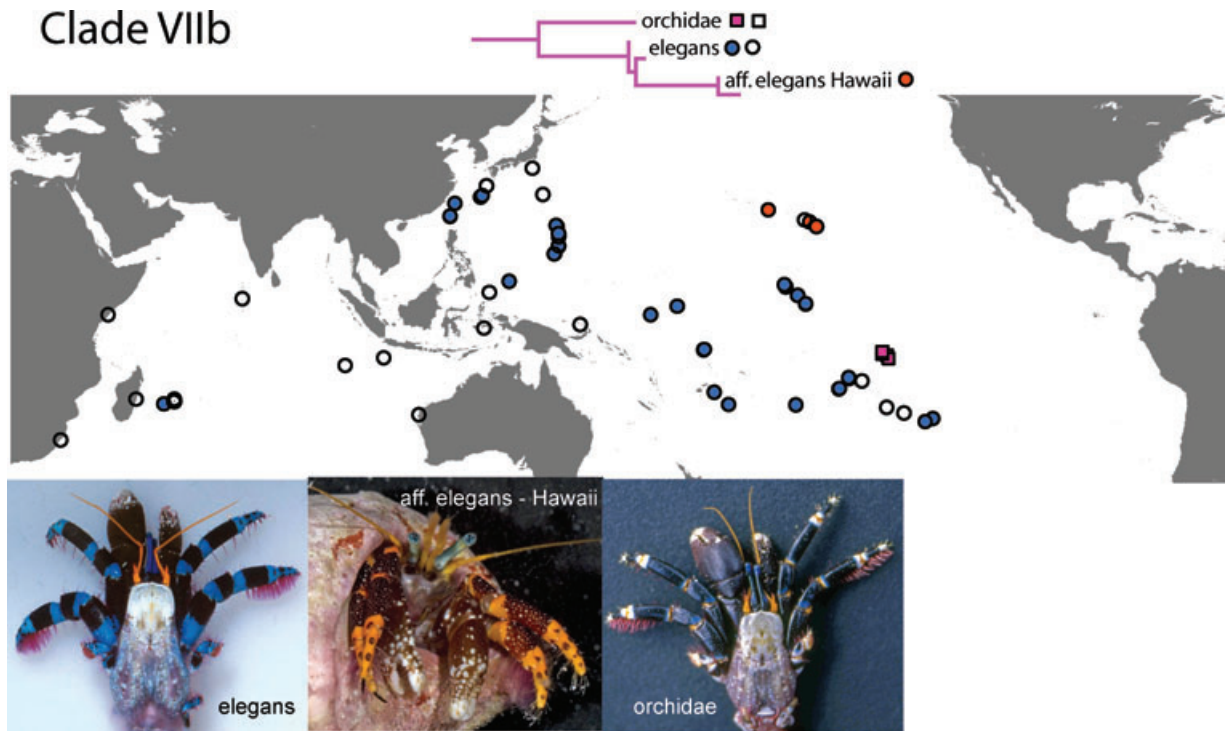 Clade VIIb
orchidae
elegans
aff. elegans Hawaii
elegans
aff. elegans - Hawaii
orchidae